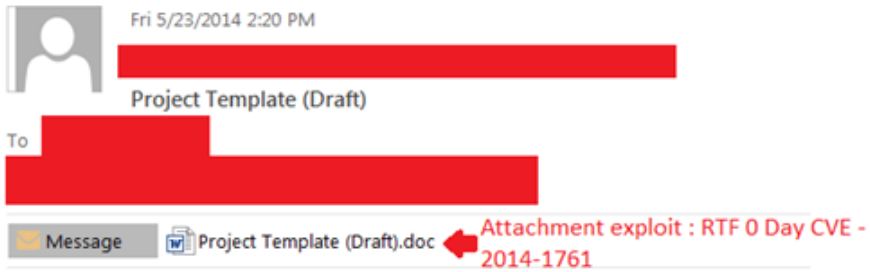 Fri 5/23/2014 2:20 PM
Project Template (Draft)
To
Message
Project Template (Draft).doc
Attachment exploit : RTF 0 Day CVE -
2014-1761